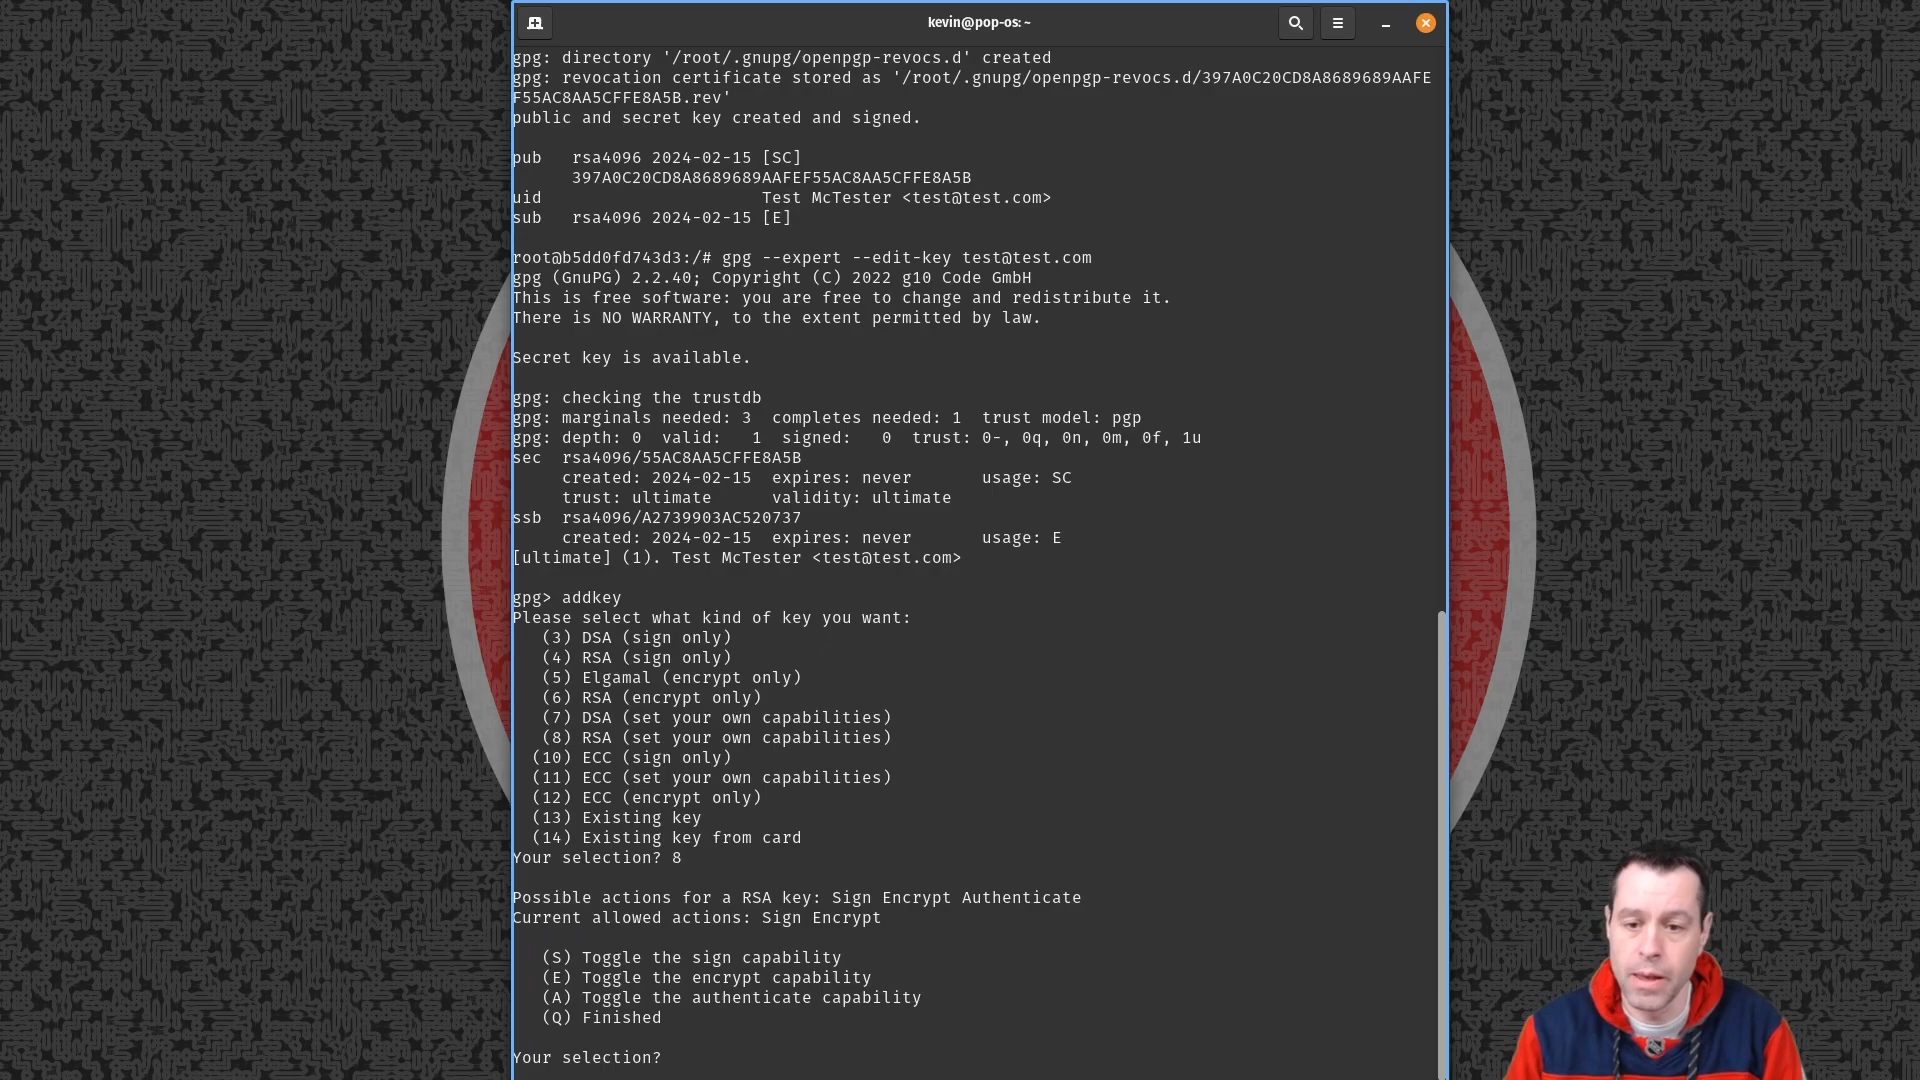 kevin@pop-os: ~
gpg: directory '/root/.gnupg/openpgp-revocs.d' created
gpg: revocation certificate stored as '/root/.gnupg/openpgp-revocs.d/397A0C20CD8A8689689AAFE
F55AC8AA5CFFE8A5B.rev'
public and secret key created and signed.
pub   rsa4096 2024-02-15 [SC]
      397A0C20CD8A8689689AAFEF55AC8AA5CFFE8A5B
uid                      Test McTester <test@test.com>
sub   rsa4096 2024-02-15 [E]
root@b5dd0fd743d3:/# gpg --expert --edit-key test@test.com
gpg (GnuPG) 2.2.40; Copyright (C) 2022 g10 Code GmbH
This is free software: you are free to change and redistribute it.
There is NO WARRANTY, to the extent permitted by law.
Secret key is available.
gpg: checking the trustdb
gpg: marginals needed: 3  completes needed: 1  trust model: pgp
gpg: depth: 0  valid:   1  signed:   0  trust: 0-, 0q, 0n, 0m, 0f, 1u
sec  rsa4096/55AC8AA5CFFE8A5B
     created: 2024-02-15  expires: never       usage: SC
     trust: ultimate      validity: ultimate
ssb  rsa4096/A2739903AC520737
     created: 2024-02-15  expires: never       usage: E
[ultimate] (1). Test McTester <test@test.com>
gpg> addkey
Please select what kind of key you want:
   (3) DSA (sign only)
   (4) RSA (sign only)
   (5) Elgamal (encrypt only)
   (6) RSA (encrypt only)
   (7) DSA (set your own capabilities)
   (8) RSA (set your own capabilities)
  (10) ECC (sign only)
  (11) ECC (set your own capabilities)
  (12) ECC (encrypt only)
  (13) Existing key
  (14) Existing key from card
Your selection? 8
Possible actions for a RSA key: Sign Encrypt Authenticate
Current allowed actions: Sign Encrypt
   (S) Toggle the sign capability
   (E) Toggle the encrypt capability
   (A) Toggle the authenticate capability
   (Q) Finished
Your selection?